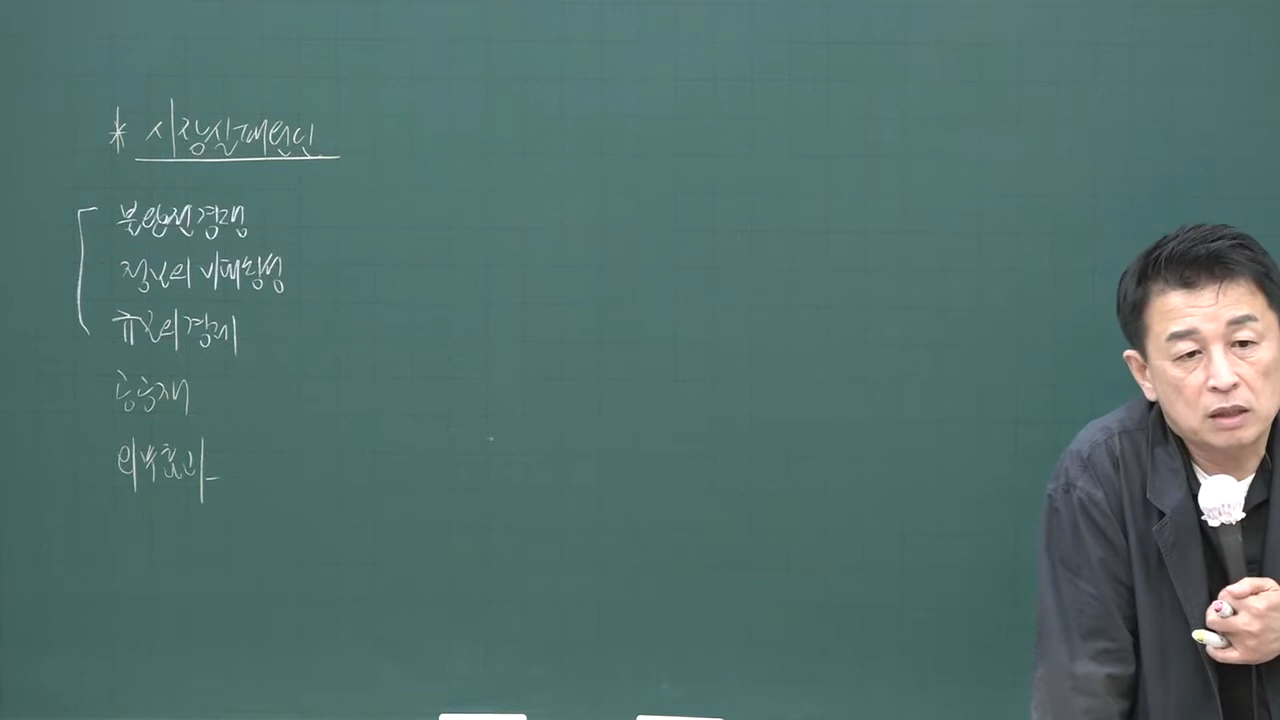 * 시장실패원인
불완전경쟁
정보의 비대칭성
규모의 경제
공공재
외부효과